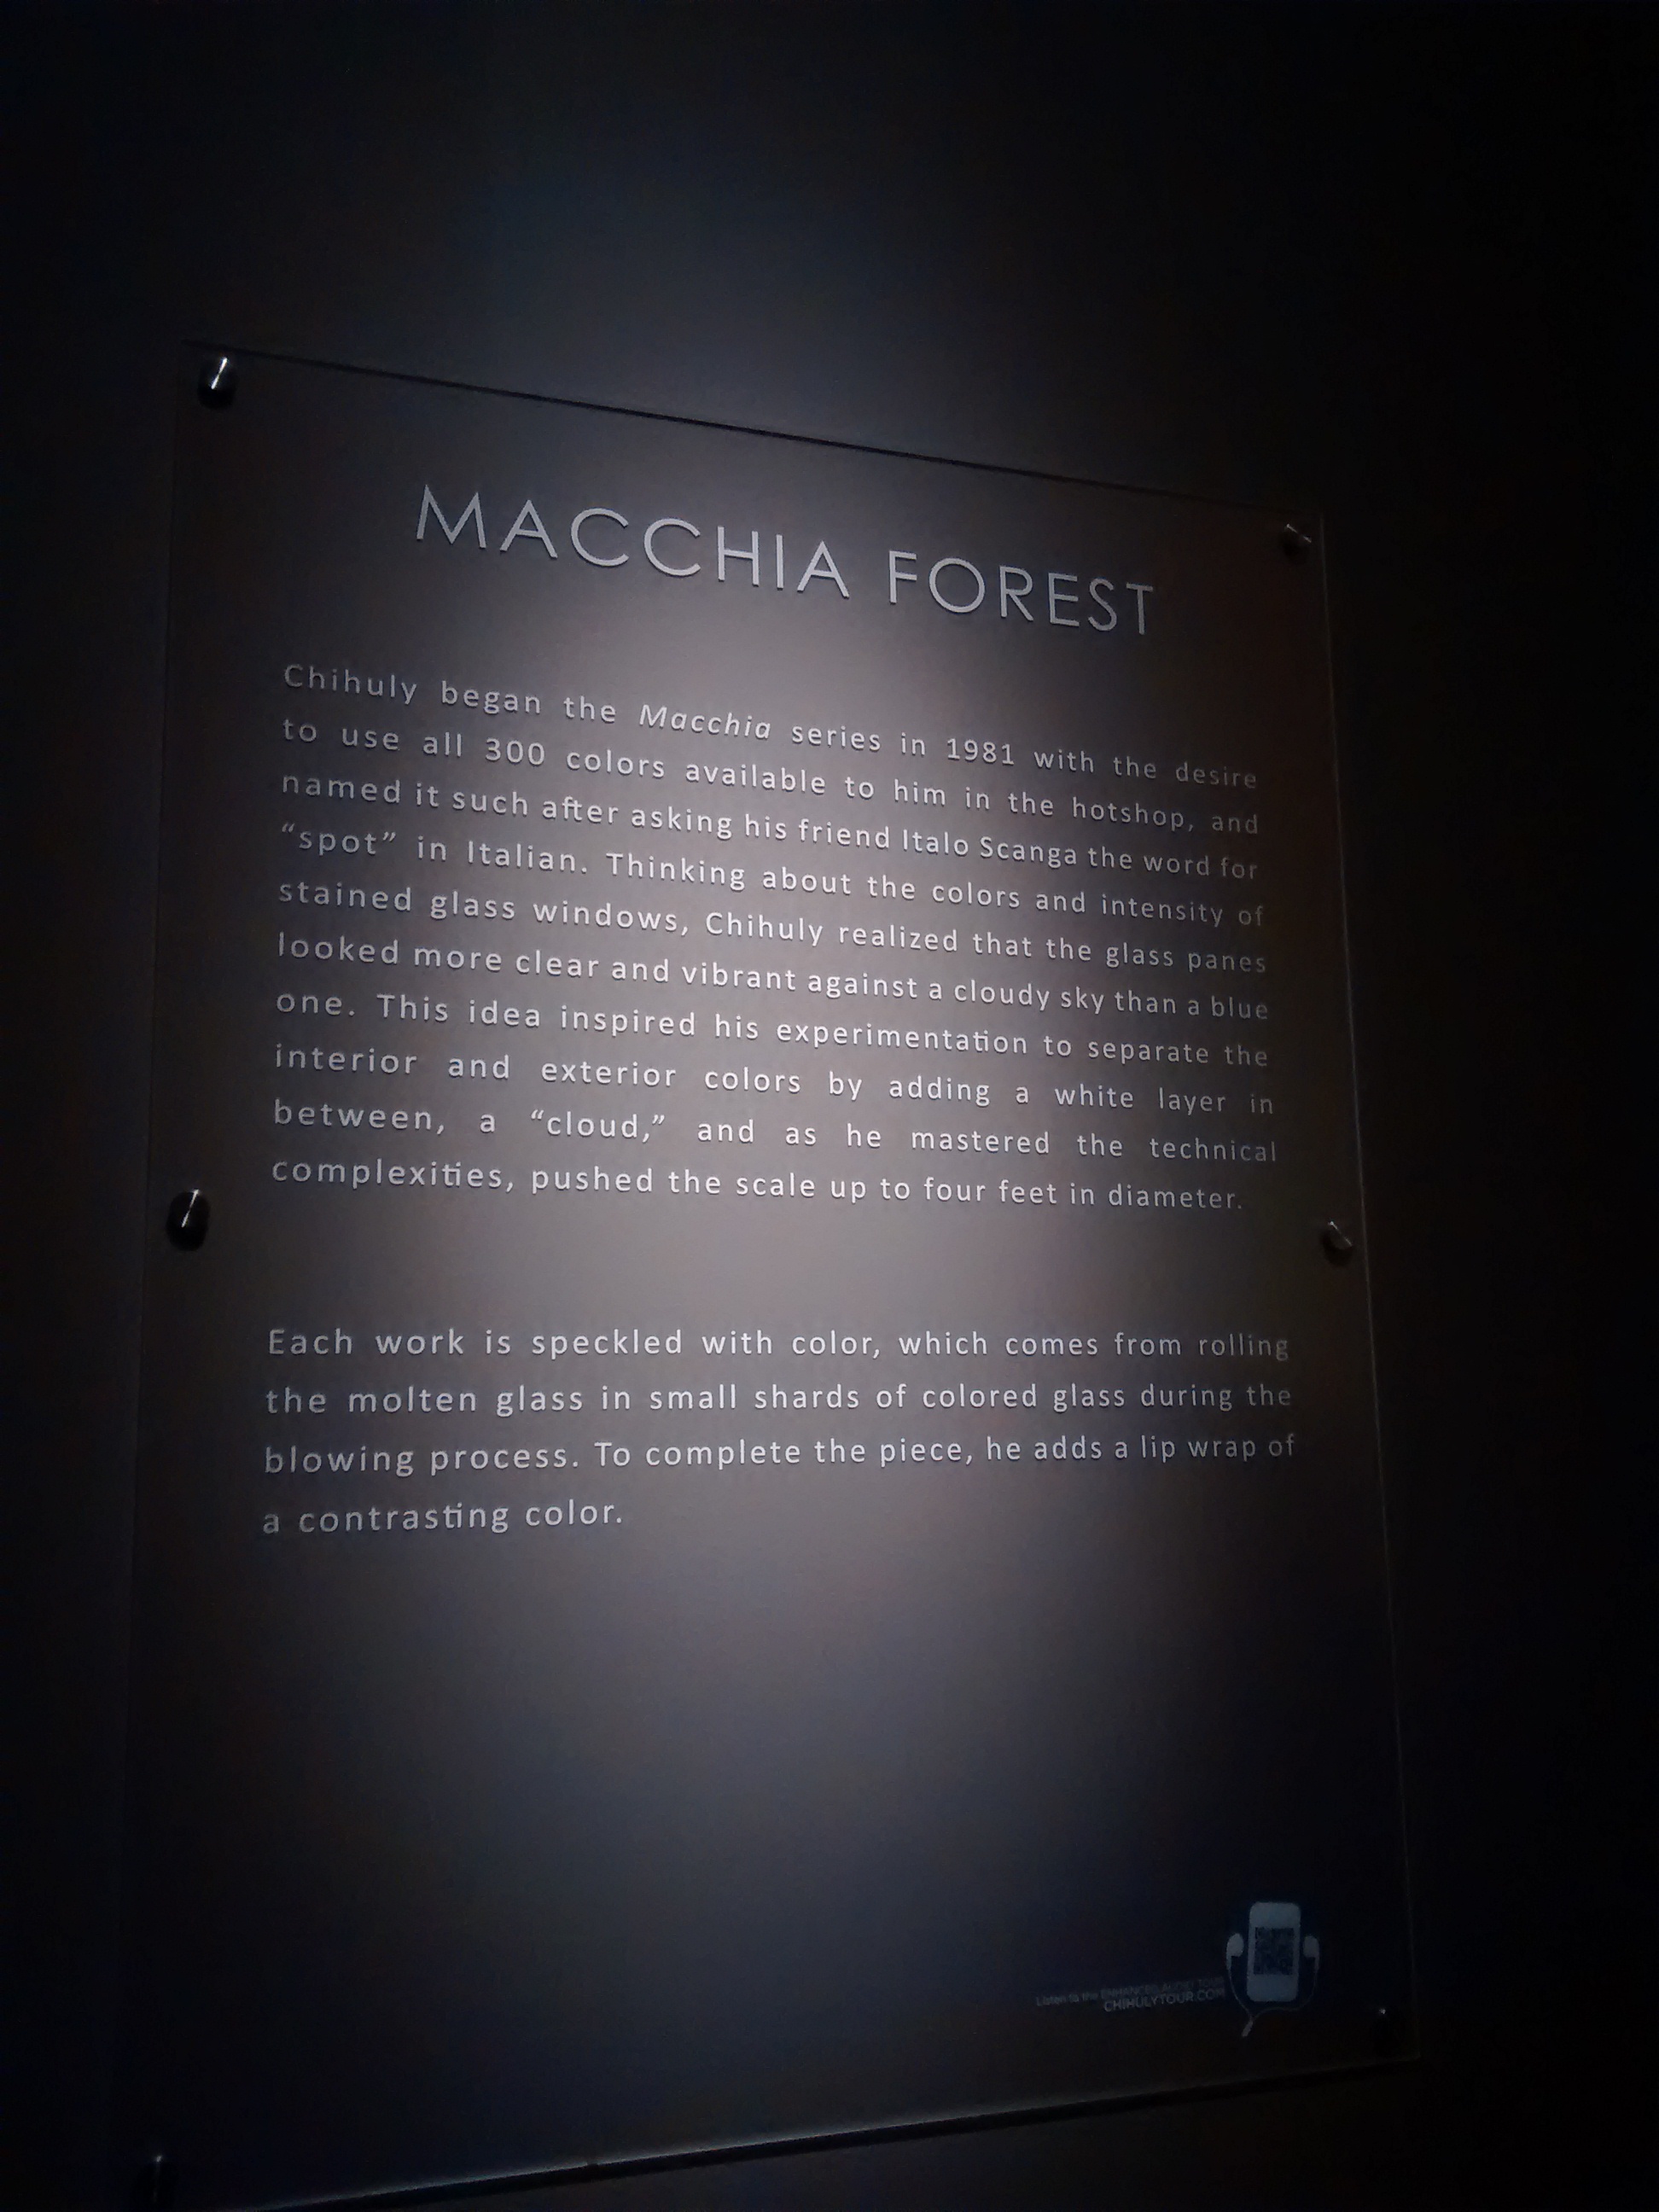 MACCHIA FOREST
Chihuly began the Macchia series in 1981 with the desire
to use all 300 colors available to him in the hotshop, and
named it such after asking his friend Italo Scanga the word for
“spot” in Italian. Thinking about the colors and intensity of
stained glass windows, Chihuly realized that the glass panes
looked more clear and vibrant against a cloudy sky than a blue
one. This idea inspired his experimentation to separate the
interior and exterior colors by adding a white layer in
between, a “cloud,” and as he mastered the technical
complexities, pushed the scale up to four feet in diameter.
Each work is speckled with color, which comes from rolling
the molten glass in small shards of colored glass during the
blowing process. To complete the piece, he adds a lip wrap of
a contrasting color.
Listen to the ENHANCED AUDIO TOUR
CHIHULYTOUR.COM